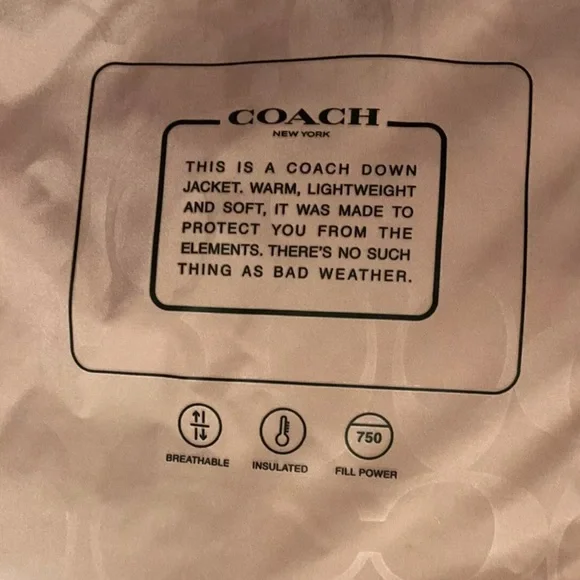 COACH
NEW YORK
THIS IS A COACH DOWN
JACKET. WARM, LIGHTWEIGHT
AND SOFT, IT WAS MADE TO
PROTECT YOU FROM THE
ELEMENTS. THERE'S NO SUCH
THING AS BAD WEATHER.
750
BREATHABLE INSULATED FILL POWER